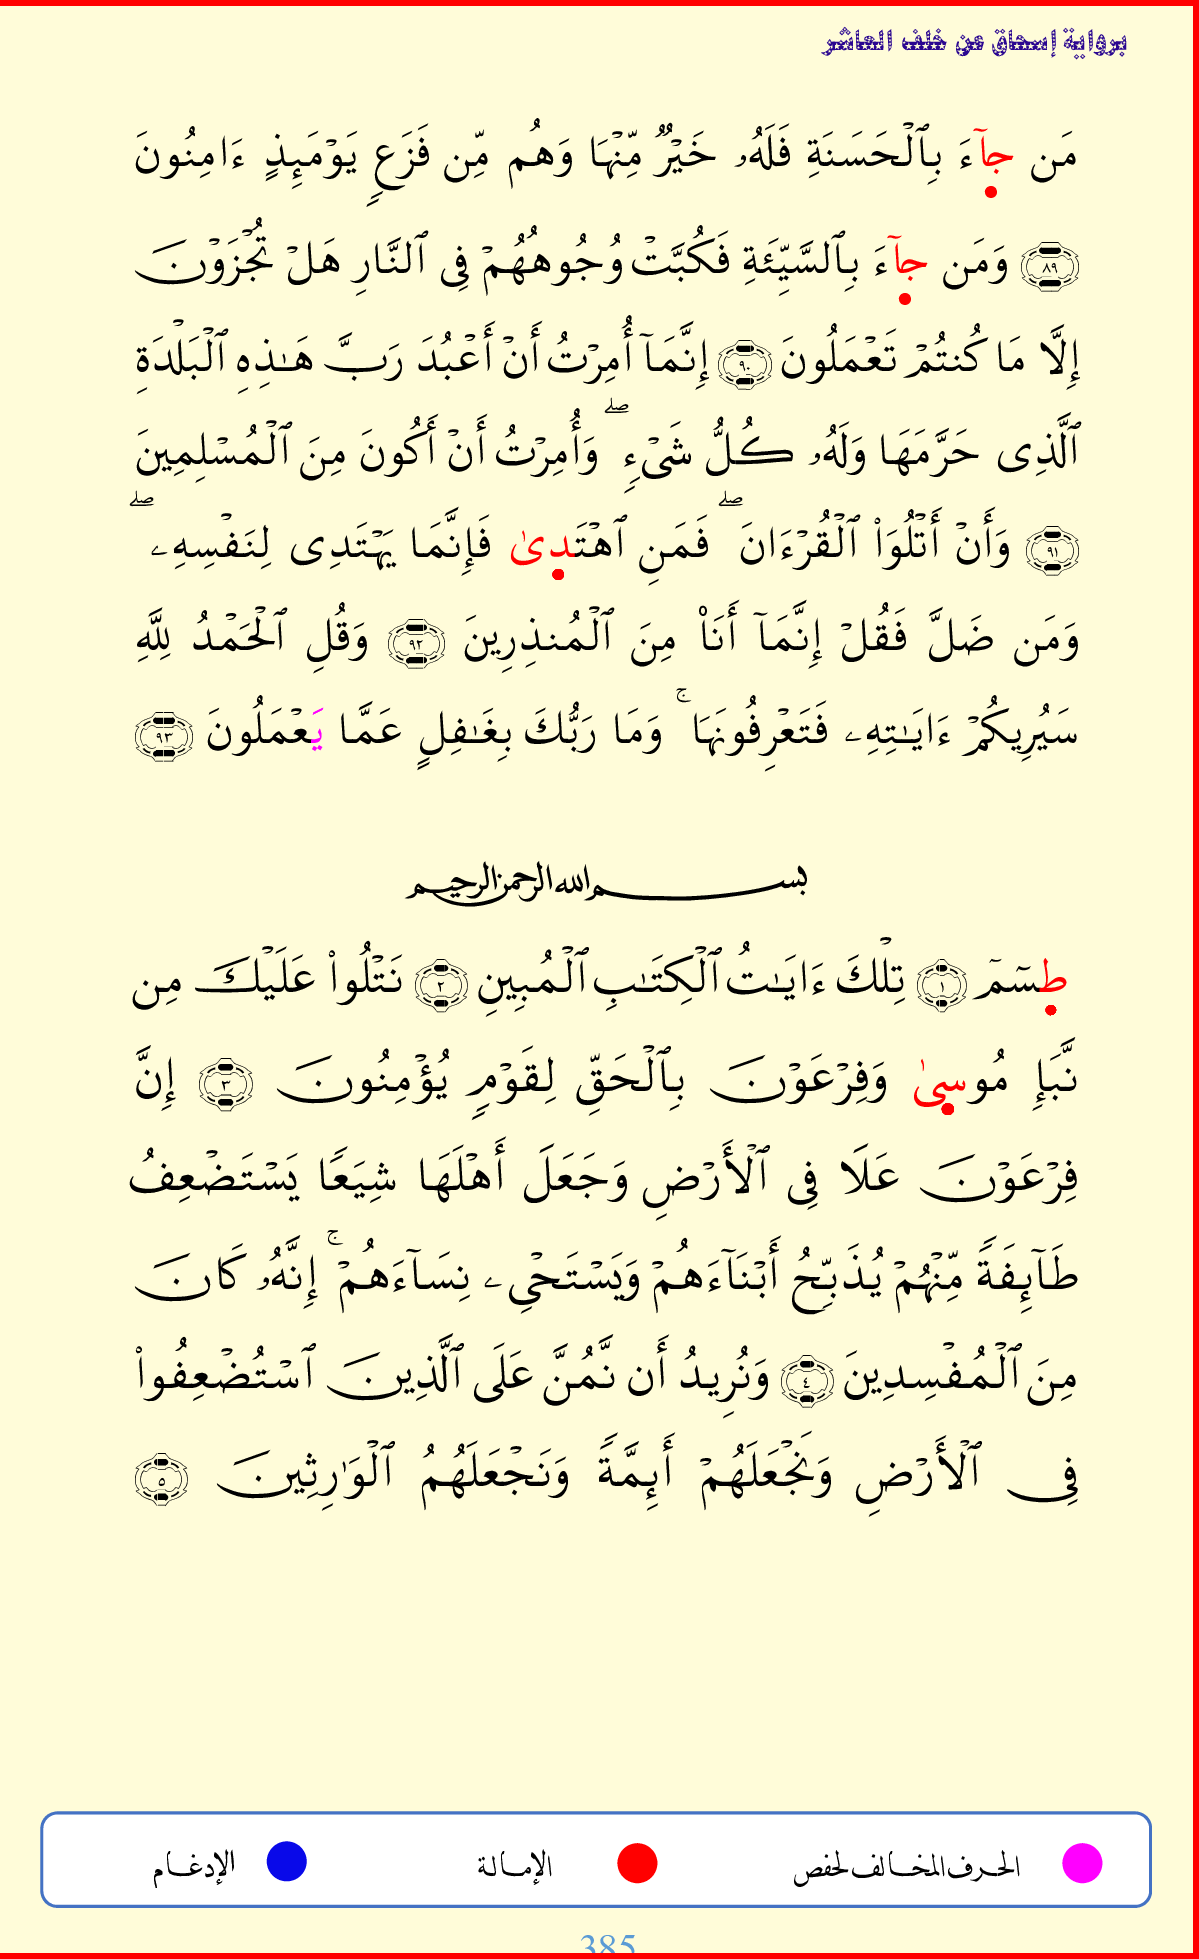 برواية إسحاق عن خلف العاشر
مَن جَآءَ بِٱلْحَسَنَةِ فَلَهُۥ خَيْرٌ مِّنْهَا وَهُم مِّن فَزَعٍ يَوْمَئِذٍ ءَامِنُونَ
٨٩ وَمَن جَآءَ بِٱلسَّيِّئَةِ فَكُبَّتْ وُجُوهُهُمْ فِى ٱلنَّارِ هَلْ تُجْزَوْنَ
إِلَّا مَا كُنتُمْ تَعْمَلُونَ ٩٠ إِنَّمَآ أُمِرْتُ أَنْ أَعْبُدَ رَبَّ هَـٰذِهِ ٱلْبَلْدَةِ
ٱلَّذِى حَرَّمَهَا وَلَهُۥ كُلُّ شَىْءٍ ۖ وَأُمِرْتُ أَنْ أَكُونَ مِنَ ٱلْمُسْلِمِينَ
٩١ وَأَنْ أَتْلُوَا۟ ٱلْقُرْءَانَ ۖ فَمَنِ ٱهْتَدِىٰ فَإِنَّمَا يَهْتَدِى لِنَفْسِهِۦ ۖ
وَمَن ضَلَّ فَقُلْ إِنَّمَآ أَنَا۠ مِنَ ٱلْمُنذِرِينَ ٩٢ وَقُلِ ٱلْحَمْدُ لِلَّهِ
سَيُرِيكُمْ ءَايَـٰتِهِۦ فَتَعْرِفُونَهَا ۚ وَمَا رَبُّكَ بِغَـٰفِلٍ عَمَّا يَعْمَلُونَ ٩٣
بسم الله الرحمن الرحيم
طسٓمٓ ١ تِلْكَ ءَايَـٰتُ ٱلْكِتَـٰبِ ٱلْمُبِينِ ٢ نَتْلُوا۟ عَلَيْكَ مِن
نَّبَإِ مُوسِىٰ وَفِرْعَوْنَ بِٱلْحَقِّ لِقَوْمٍ يُؤْمِنُونَ ٣ إِنَّ
فِرْعَوْنَ عَلَا فِى ٱلْأَرْضِ وَجَعَلَ أَهْلَهَا شِيَعًا يَسْتَضْعِفُ
طَآئِفَةً مِّنْهُمْ يُذَبِّحُ أَبْنَآءَهُمْ وَيَسْتَحْىِۦ نِسَآءَهُمْ ۚ إِنَّهُۥ كَانَ
مِنَ ٱلْمُفْسِدِينَ ٤ وَنُرِيدُ أَن نَّمُنَّ عَلَى ٱلَّذِينَ ٱسْتُضْعِفُوا۟
فِى ٱلْأَرْضِ وَنَجْعَلَهُمْ أَئِمَّةً وَنَجْعَلَهُمُ ٱلْوَٰرِثِينَ ٥
الحرف المخالف لحفص الإمالة الإدغام
385